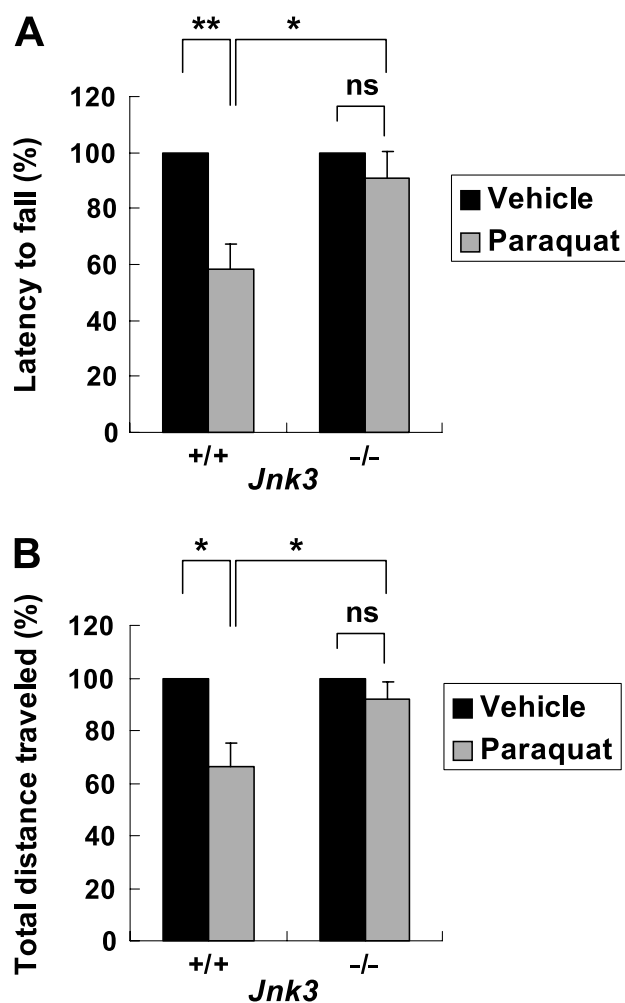 A
** *
ns
120
100
80
60
40
20
0
Latency to fall (%)
+/+ −/−
Jnk3
Vehicle
Paraquat
B
* *
ns
120
100
80
60
40
20
0
Total distance traveled (%)
+/+ −/−
Jnk3
Vehicle
Paraquat